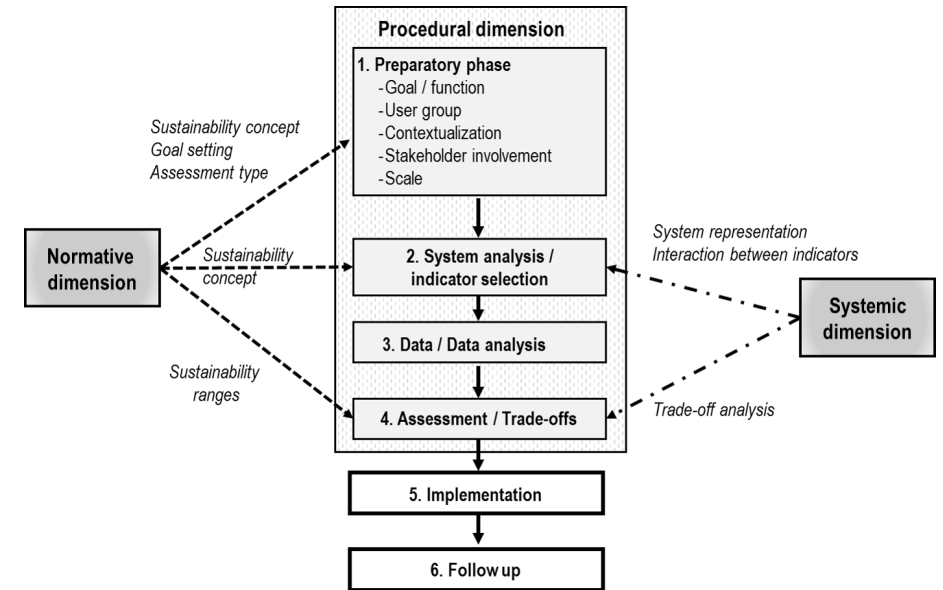 Procedural dimension
1. Preparatory phase
-Goal / function
-User group
-Contextualization
-Stakeholder involvement
-Scale
Sustainability concept
Goal setting
Assessment type
Normative
dimension
Sustainability
concept
Sustainability
ranges
2. System analysis /
indicator selection
3. Data / Data analysis
4. Assessment / Trade-offs
System representation
Interaction between indicators
Systemic
dimension
Trade-off analysis
5. Implementation
6. Follow up